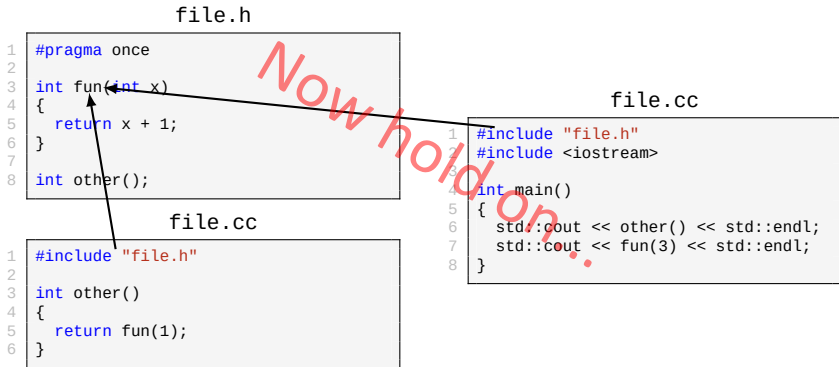 file.h
1 #pragma once
2
3 int fun(int x)
4 {
5   return x + 1;
6 }
7
8 int other();
file.cc
1 #include "file.h"
2
3 int other()
4 {
5   return fun(1);
6 }
file.cc
1 #include "file.h"
2 #include <iostream>
3
4 int main()
5 {
6   std::cout << other() << std::endl;
7   std::cout << fun(3) << std::endl;
8 }
Now hold on...